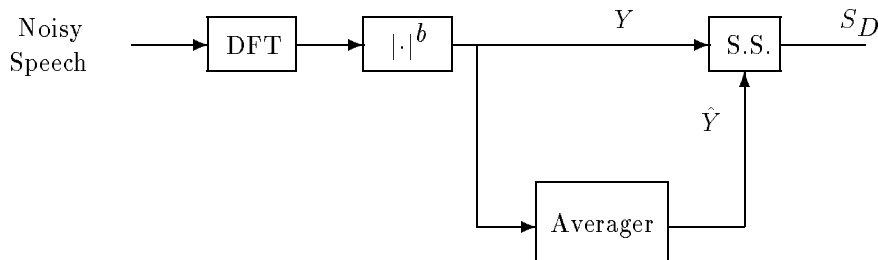 Noisy
Speech
DFT
|·|^b
Y
S.S.
S_D
Ŷ
Averager